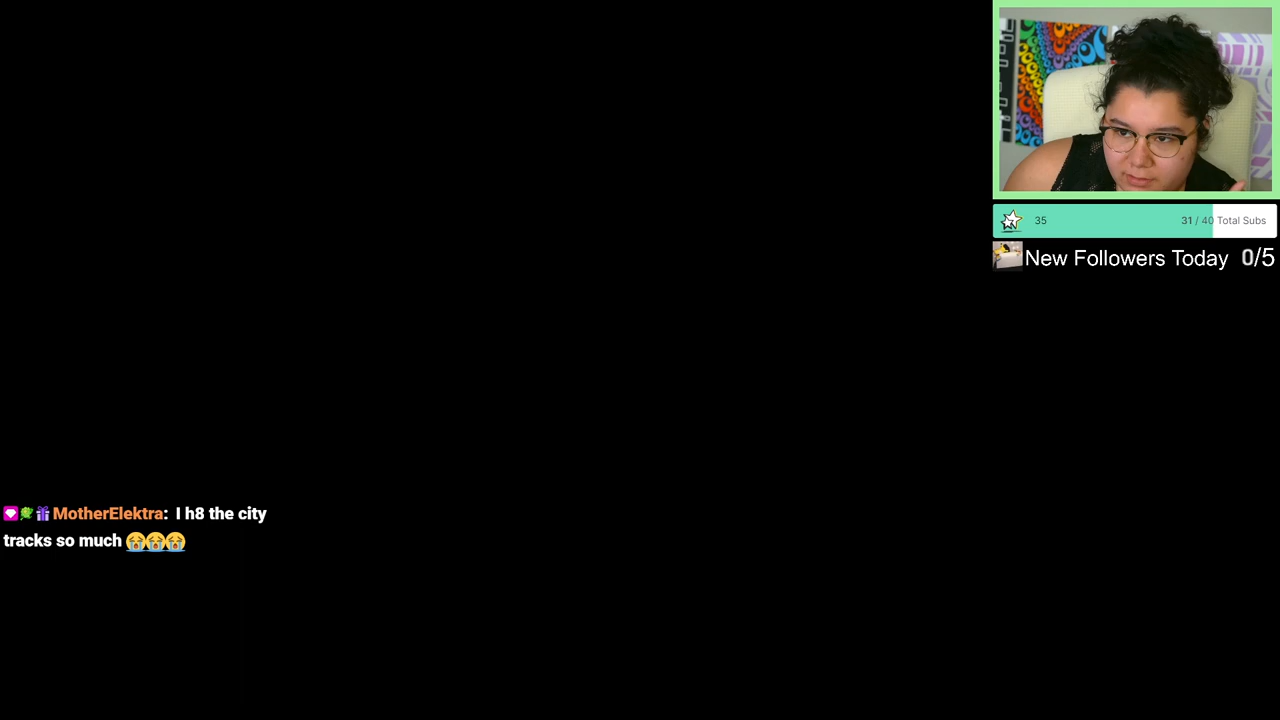 35
31 / 40 Total Subs
New Followers Today 0/5
MotherElektra: I h8 the city
tracks so much 😭😭😭